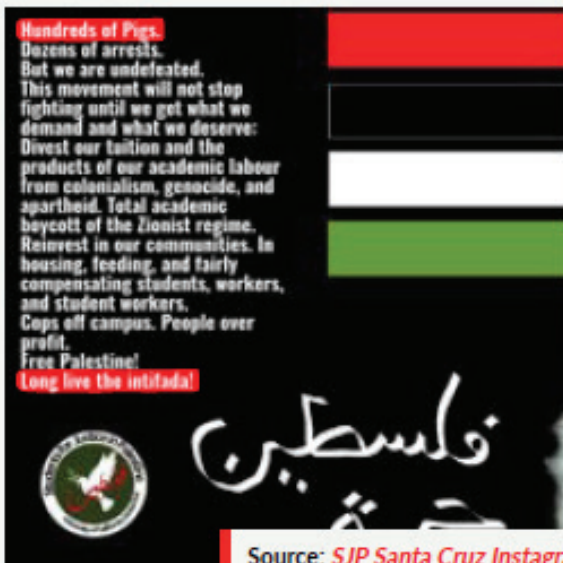 Hundreds of Pigs.
Dozens of arrests.
But we are undefeated.
This movement will not stop
fighting until we get what we
demand and what we deserve:
Divest our tuition and the
products of our academic labour
from colonialism, genocide, and
apartheid. Total academic
boycott of the Zionist regime.
Reinvest in our communities. In
housing, feeding, and fairly
compensating students, workers,
and student workers.
Cops off campus. People over
profit.
Free Palestine!
Long live the intifada!
فلسطين
حرة
Source: SJP Santa Cruz Instagr